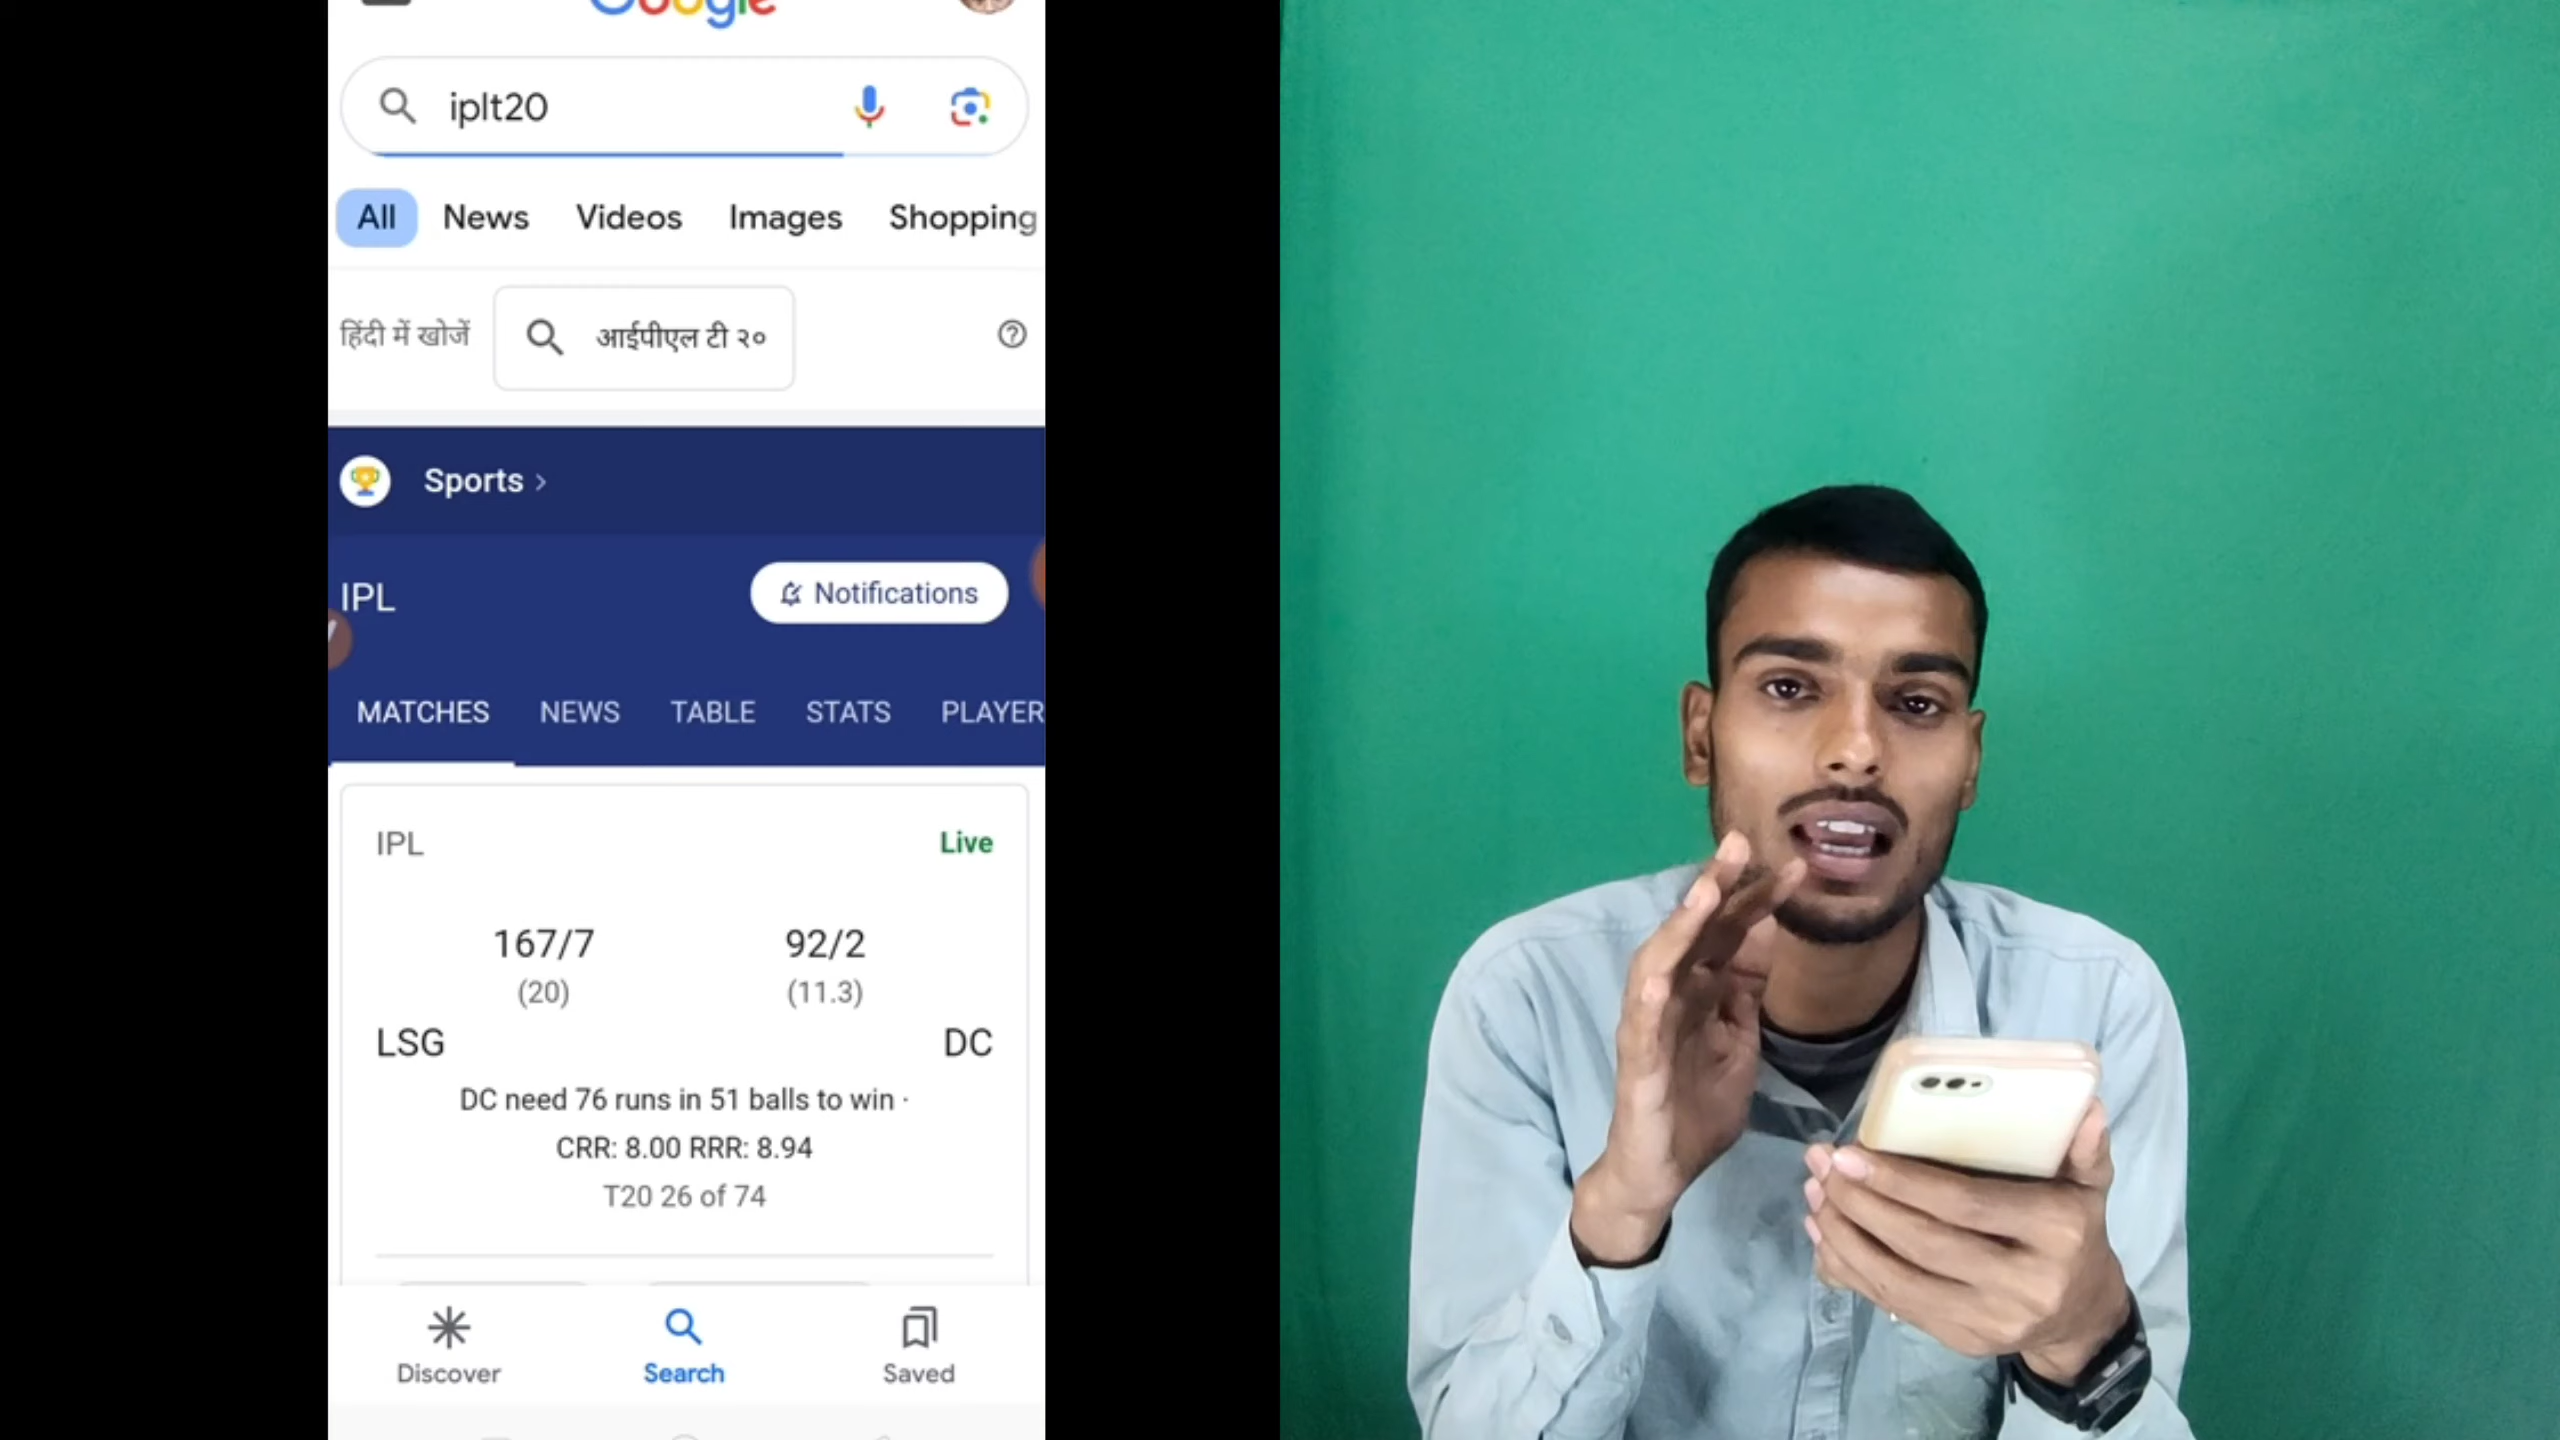 Google
iplt20
All News Videos Images Shopping
हिंदी में खोजें आईपीएल टी २०
Sports
IPL Notifications
MATCHES NEWS TABLE STATS PLAYER
IPL Live
167/7 92/2
(20) (11.3)
LSG DC
DC need 76 runs in 51 balls to win ·
CRR: 8.00 RRR: 8.94
T20 26 of 74
Discover Search Saved